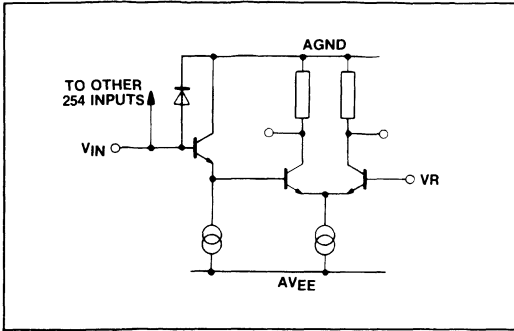 AGND
TO OTHER
254 INPUTS
VIN
VR
AVEE